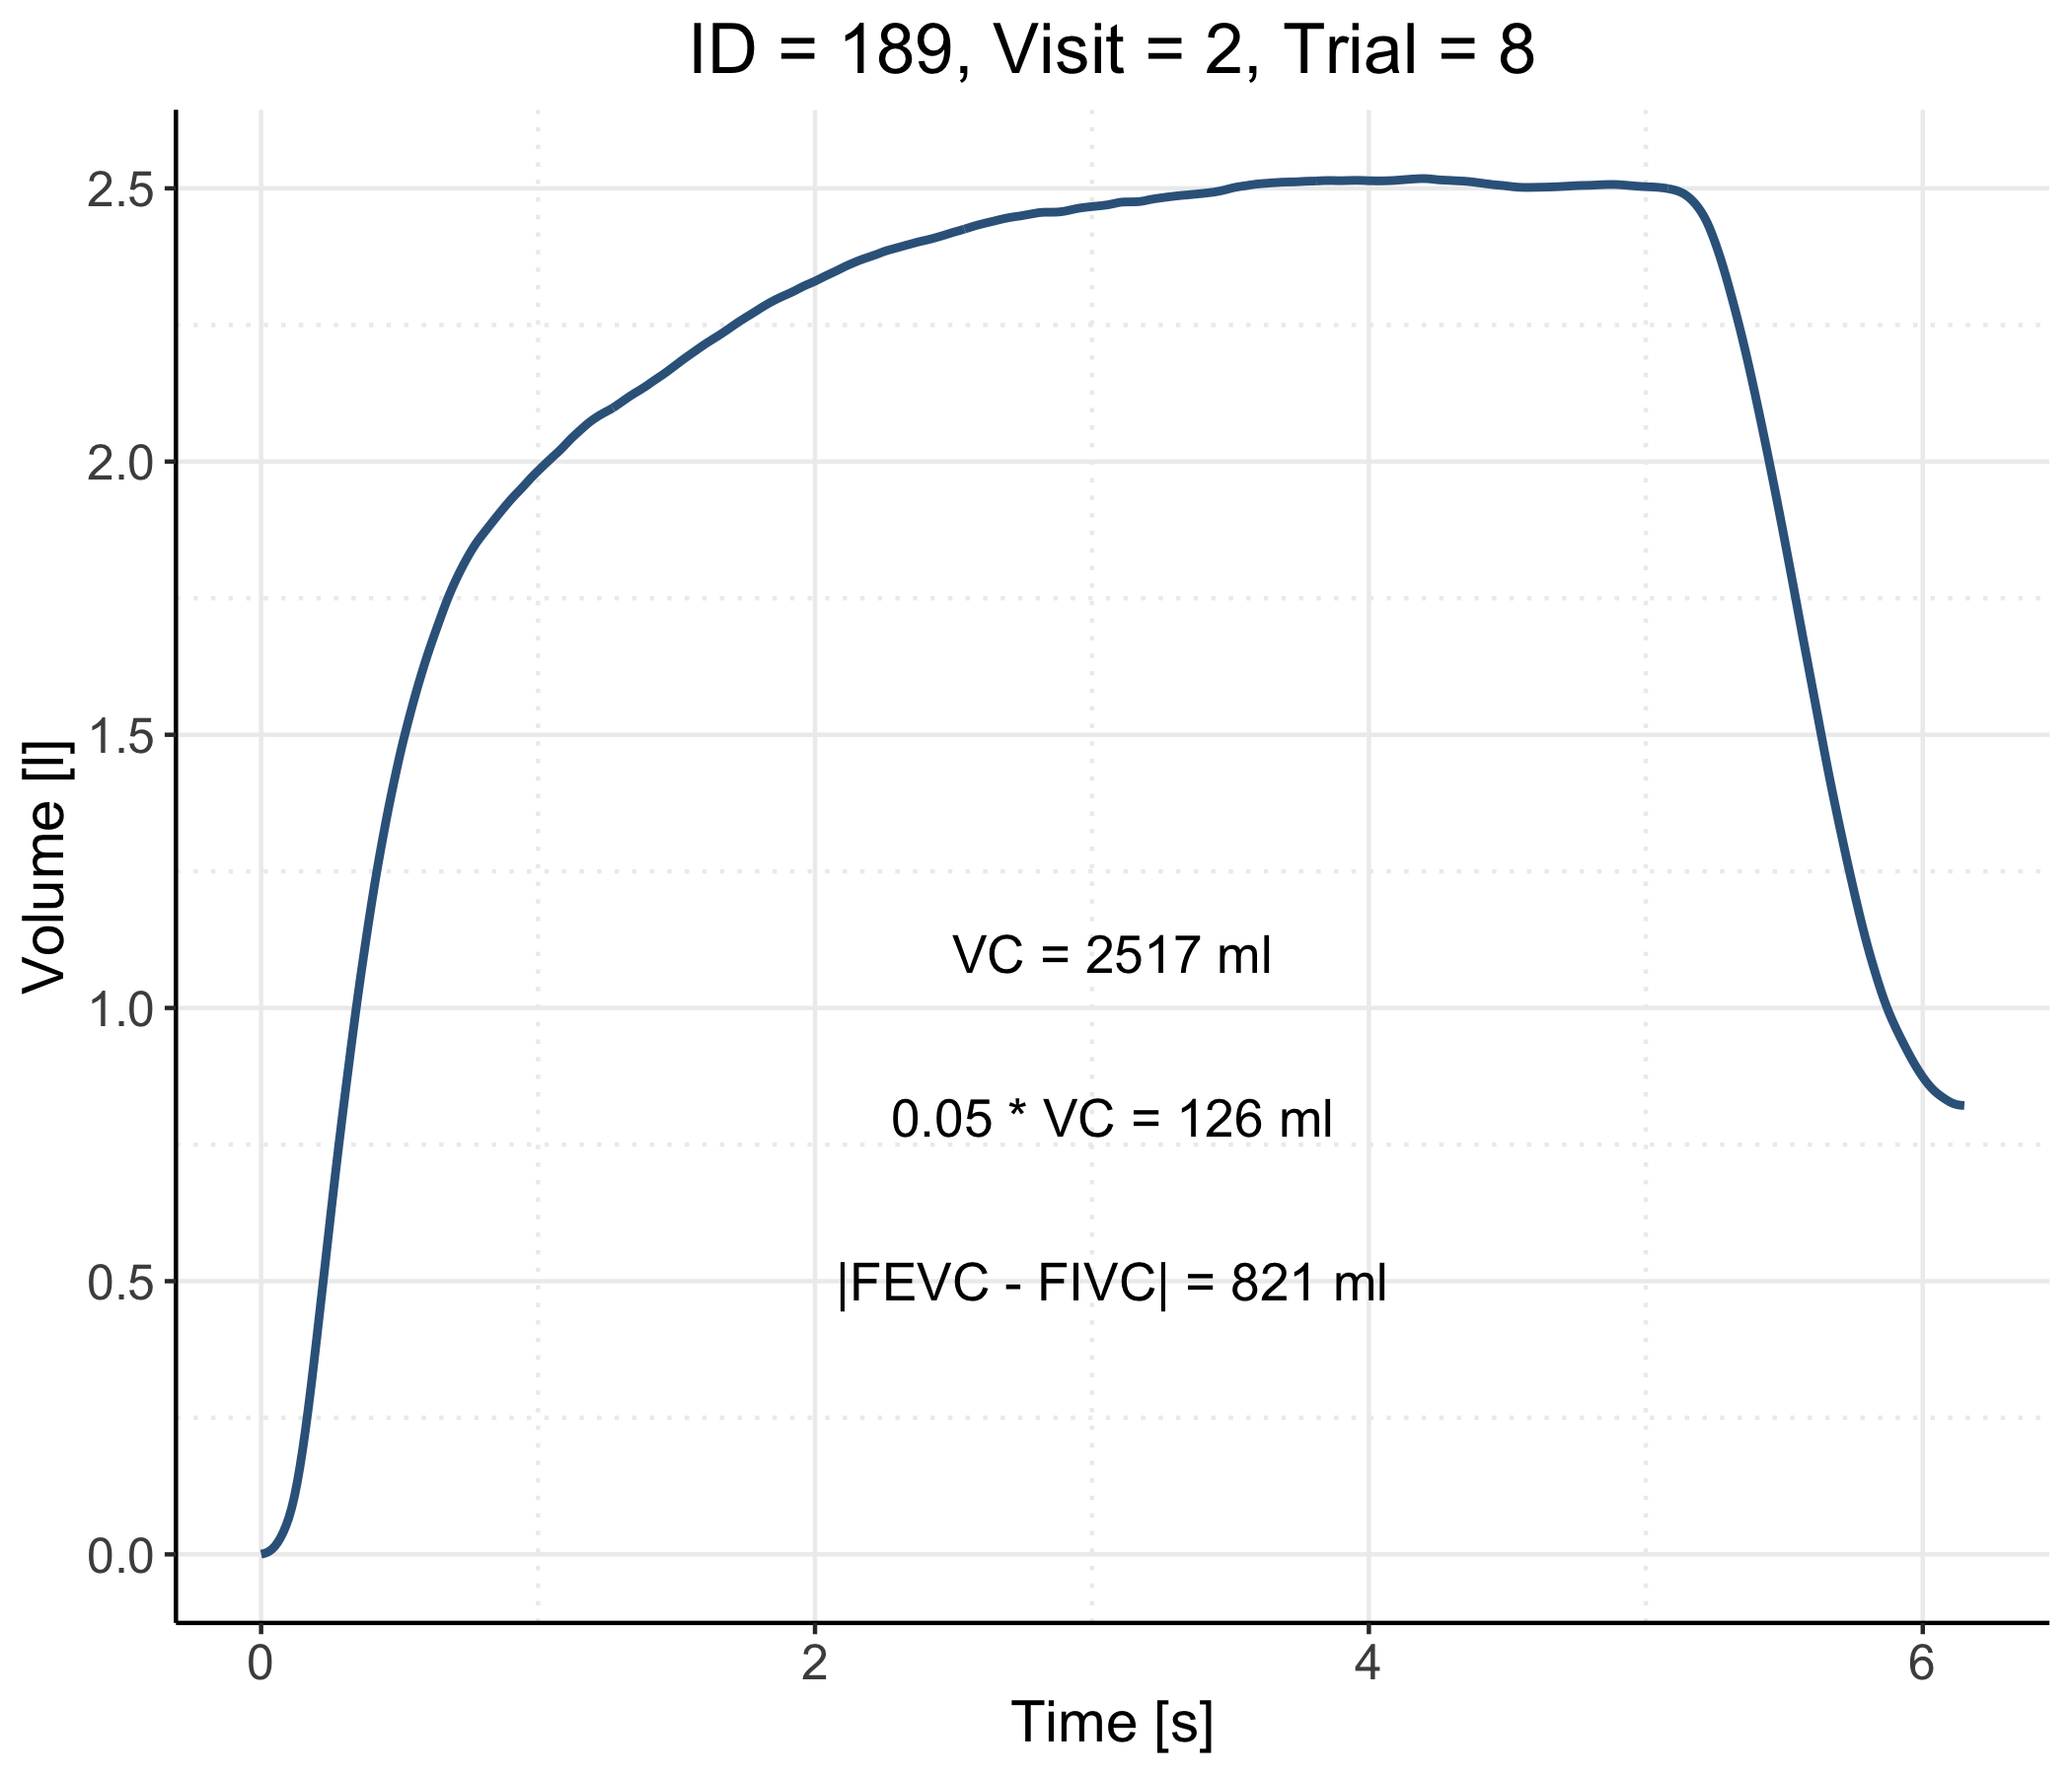 ID = 189, Visit = 2, Trial = 8
2.5
2.0
1.5
1.0
0.5
0.0
Volume [l]
VC = 2517 ml
0.05 * VC = 126 ml
|FEVC - FIVC| = 821 ml
0 2 4 6
Time [s]